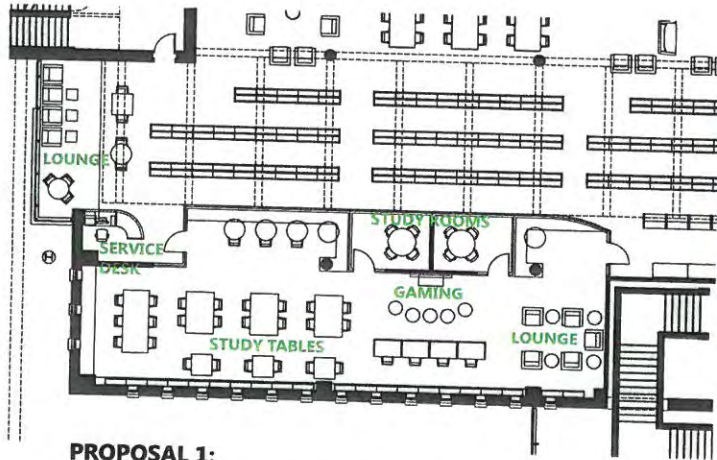 LOUNGE
STUDY ROOMS
SERVICE
DESK
GAMING
STUDY TABLES
LOUNGE
PROPOSAL 1: